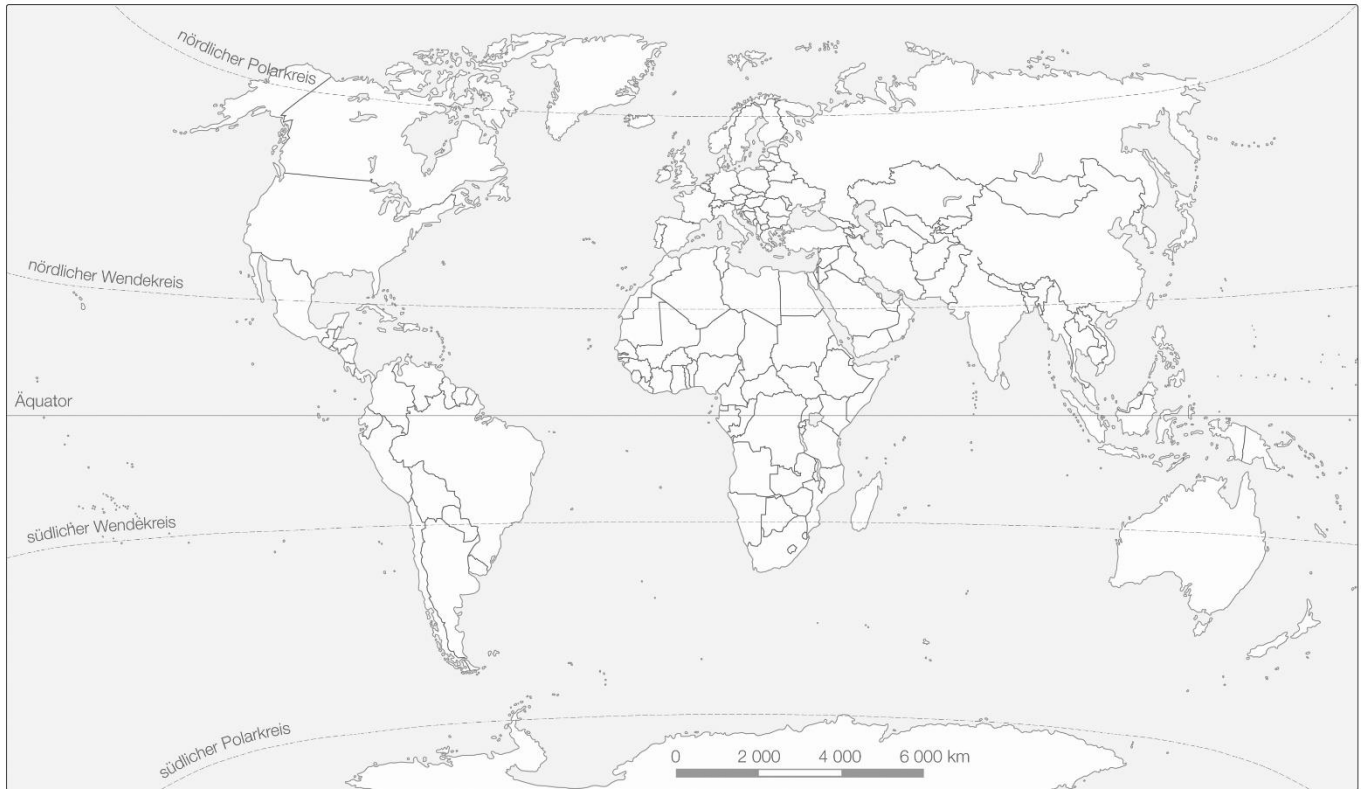 nördlicher Polarkreis
nördlicher Wendekreis
Äquator
südlicher Wendekreis
südlicher Polarkreis
0 2 000 4 000 6 000 km